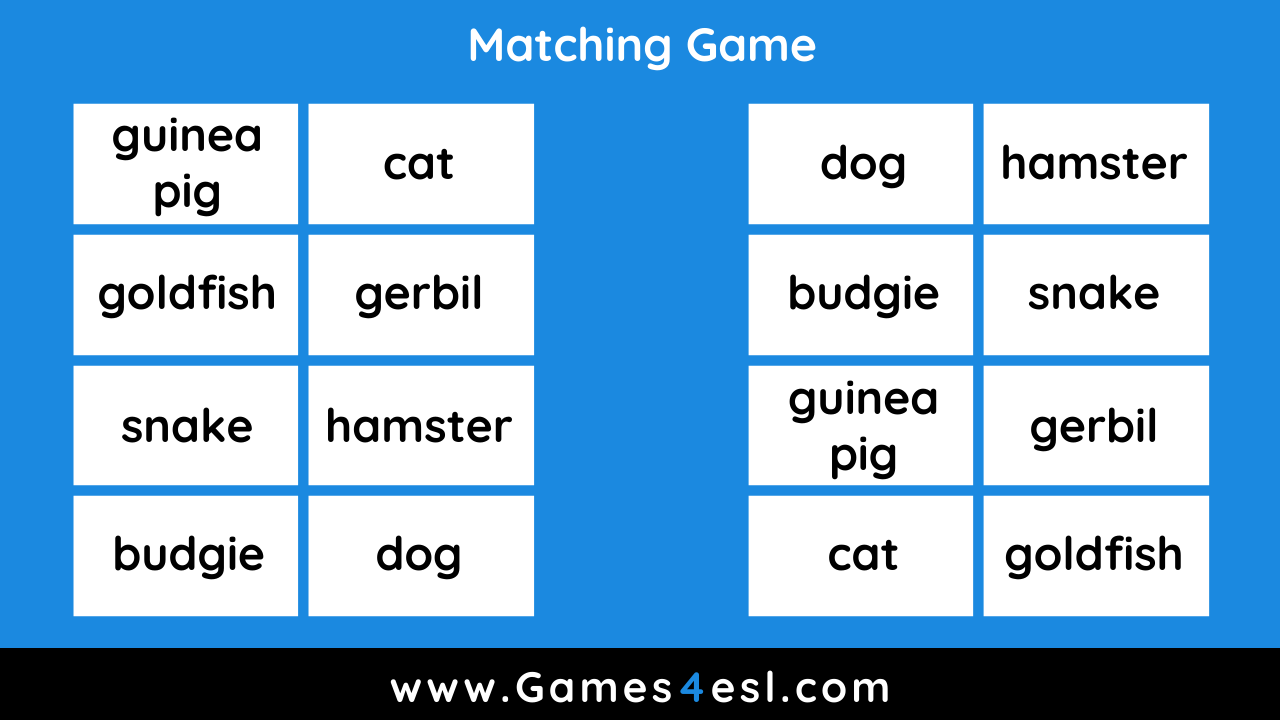 Matching Game
guinea
pig
cat
dog
hamster
goldfish
gerbil
budgie
snake
snake
hamster
guinea
pig
gerbil
budgie
dog
cat
goldfish
www.Games4esl.com